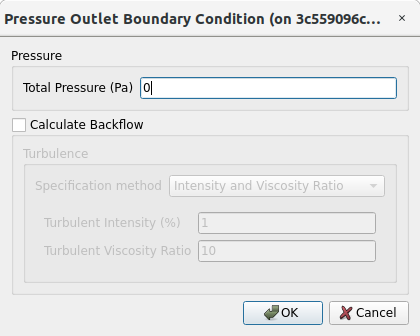 Pressure Outlet Boundary Condition (on 3c559096c...
Pressure
Total Pressure (Pa) 0
Calculate Backflow
Turbulence
Specification method Intensity and Viscosity Ratio
Turbulent Intensity (%) 1
Turbulent Viscosity Ratio 10
OK Cancel